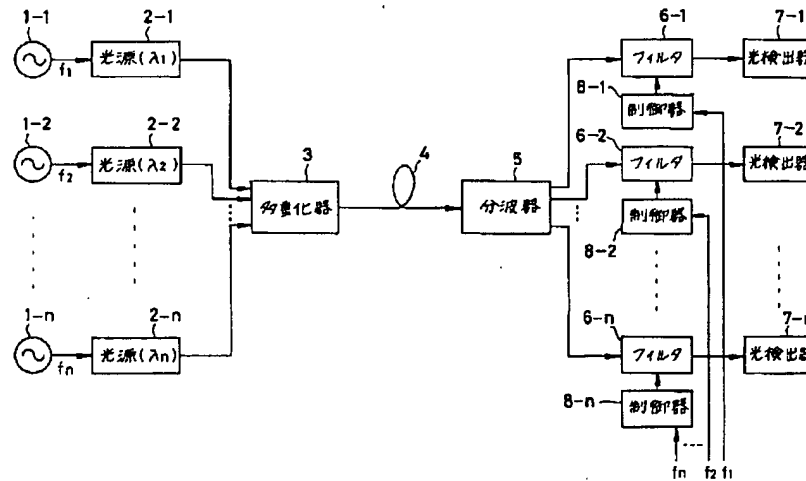 1-1
2-1
光源(λ1)
f1
1-2
2-2
光源(λ2)
f2
1-n
2-n
光源(λn)
fn
3
多重化器
4
5
分波器
6-1
フィルタ
7-1
光検出器
8-1
制御器
6-2
フィルタ
7-2
光検出器
8-2
制御器
6-n
フィルタ
7-n
光検出器
8-n
制御器
fn f2 f1